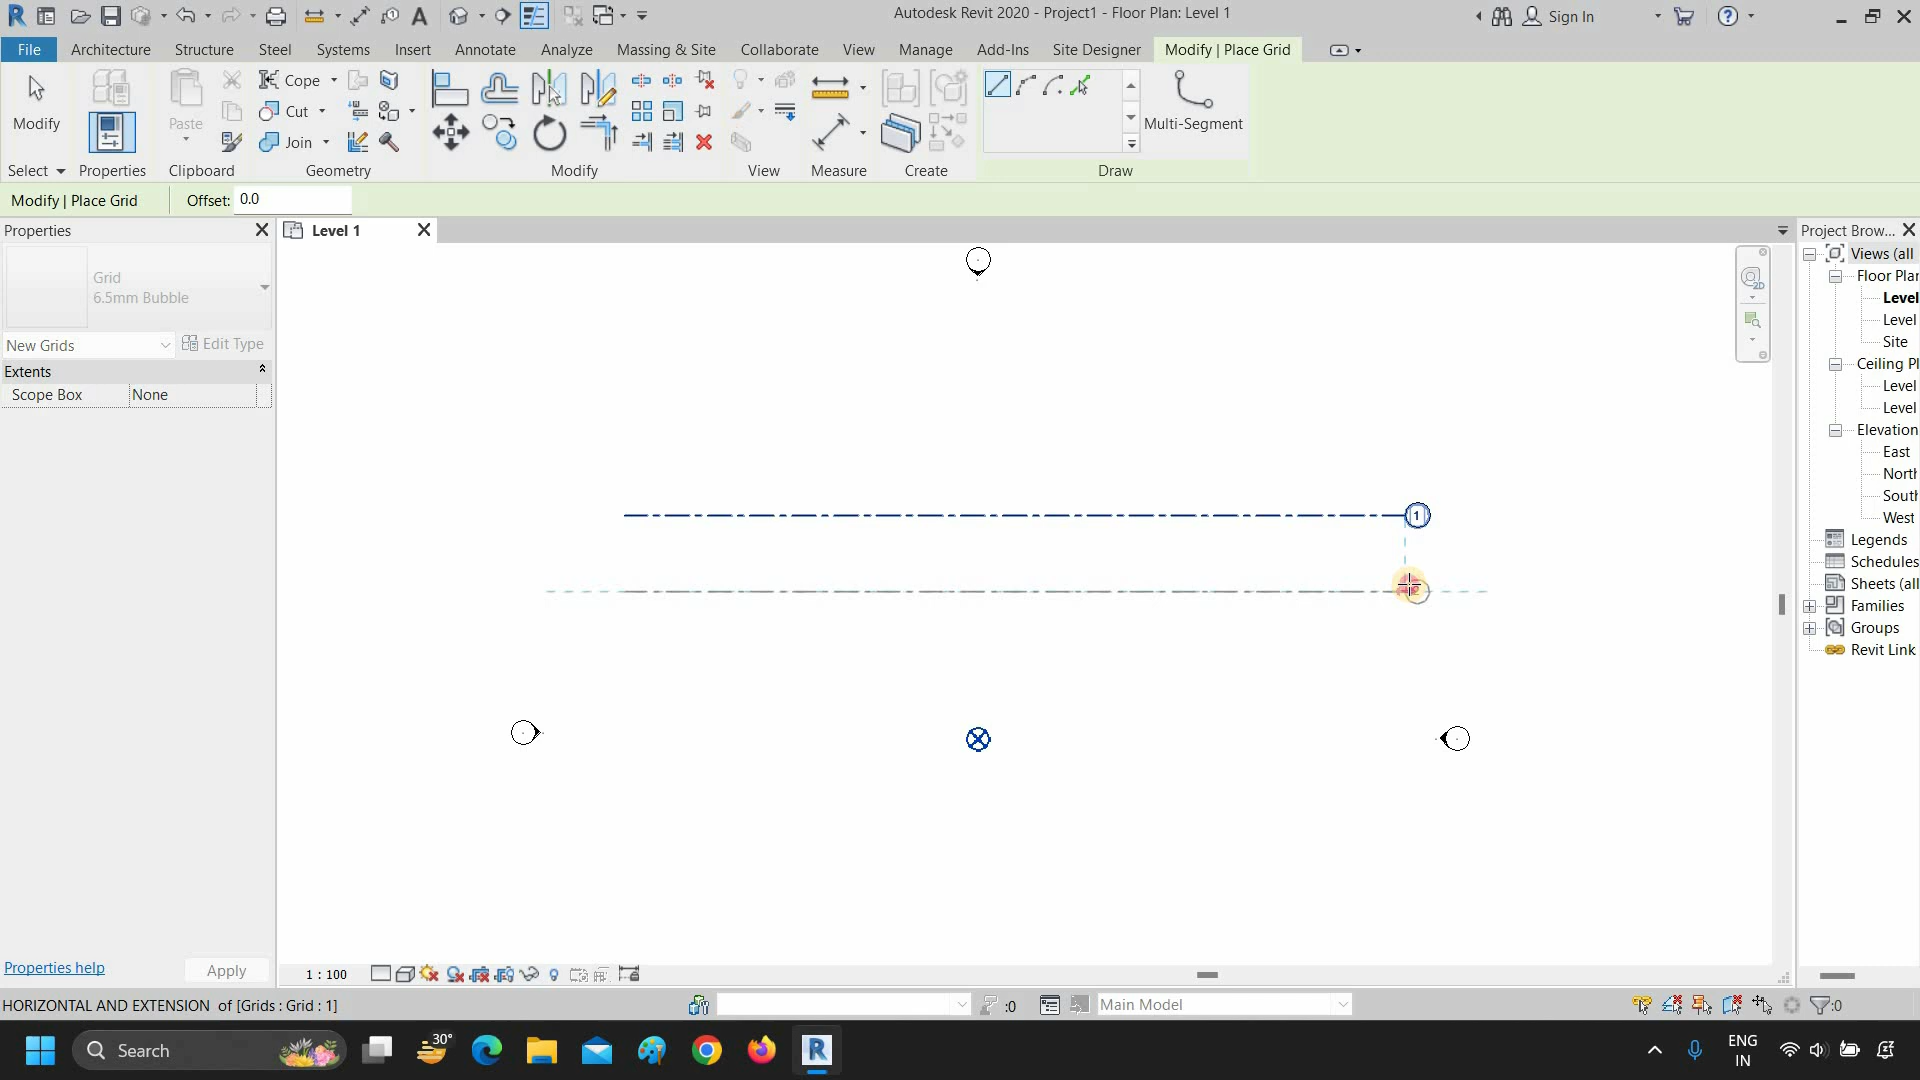 Autodesk Revit 2020 - Project1 - Floor Plan: Level 1
Sign In
File Architecture Structure Steel Systems Insert Annotate Analyze Massing & Site Collaborate View Manage Add-Ins Site Designer Modify | Place Grid
Modify Paste Cope Cut Join Multi-Segment
Select Properties Clipboard Geometry Modify View Measure Create Draw
Modify | Place Grid Offset: 0.0
Properties
Level 1
Project Brow...
Grid
6.5mm Bubble
New Grids Edit Type
Extents
Scope Box None
Views (all
Floor Plan
Level
Level
Site
Ceiling Pl
Level
Level
Elevation
East
North
South
West
Legends
Schedules
Sheets (all
Families
Groups
Revit Link
1
Properties help Apply
1 : 100
HORIZONTAL AND EXTENSION of [Grids : Grid : 1] :0 Main Model :0
Search 30° ENG
IN